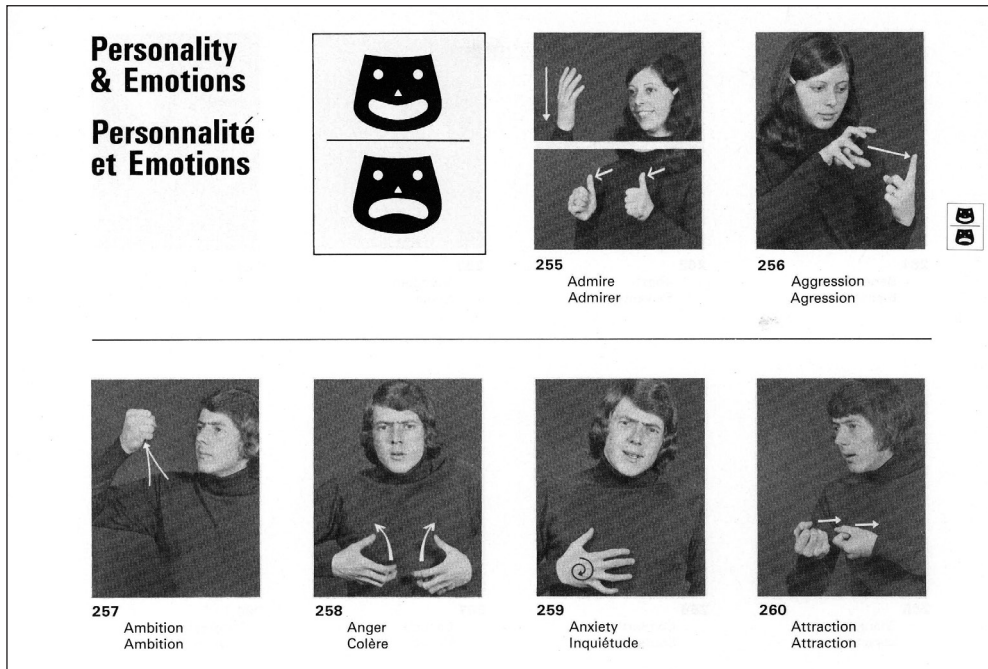 Personality
& Emotions
Personnalité
et Emotions
255
Admire
Admirer
256
Aggression
Agression
257
Ambition
Ambition
258
Anger
Colère
259
Anxiety
Inquiétude
260
Attraction
Attraction